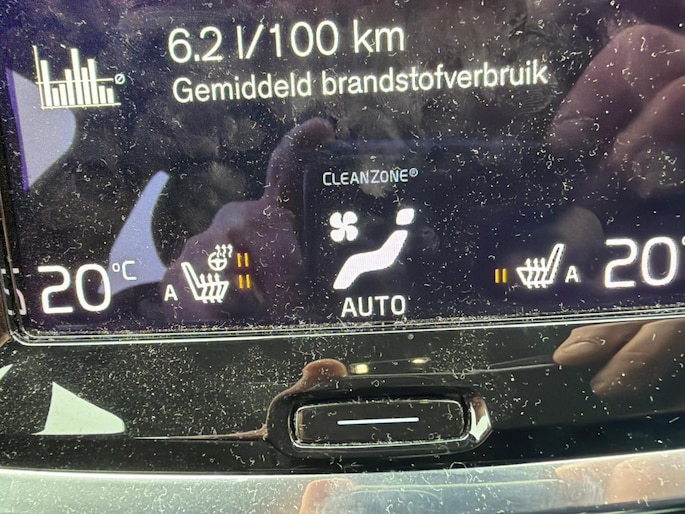 6.2 l/100 km
Ø
Gemiddeld brandstofverbruik
CLEANZONE®
20°C
A
A
20°
AUTO